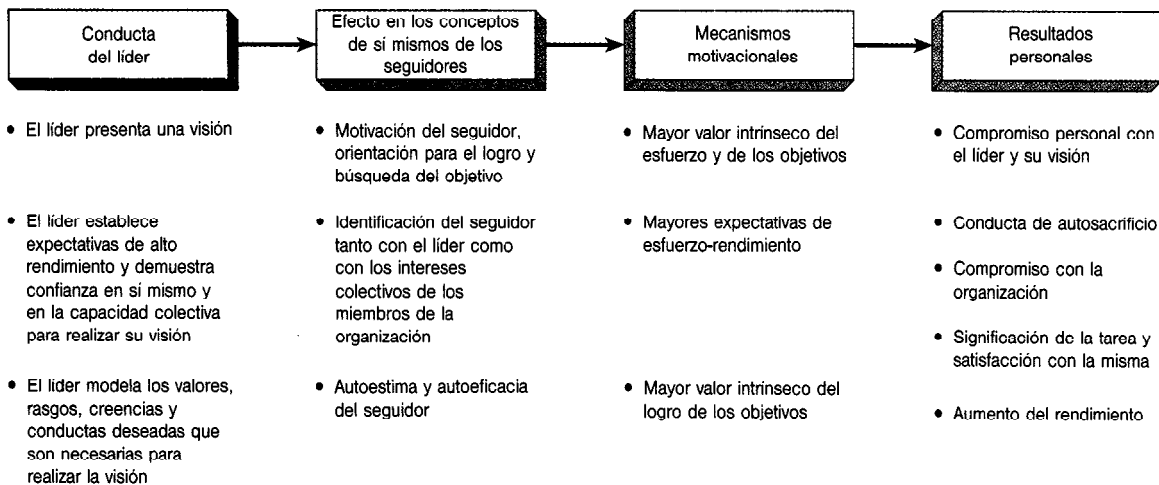 Conducta
del líder
Efecto en los conceptos
de sí mismos de los
seguidores
Mecanismos
motivacionales
Resultados
personales
• El líder presenta una visión
• El líder establece
expectativas de alto
rendimiento y demuestra
confianza en sí mismo y
en la capacidad colectiva
para realizar su visión
• El líder modela los valores,
rasgos, creencias y
conductas deseadas que
son necesarias para
realizar la visión
• Motivación del seguidor,
orientación para el logro y
búsqueda del objetivo
• Identificación del seguidor
tanto con el líder como
con los intereses
colectivos de los
miembros de la
organización
• Autoestima y autoeficacia
del seguidor
• Mayor valor intrínseco del
esfuerzo y de los objetivos
• Mayores expectativas de
esfuerzo-rendimiento
• Mayor valor intrínseco del
logro de los objetivos
• Compromiso personal con
el líder y su visión
• Conducta de autosacrificio
• Compromiso con la
organización
• Significación de la tarea y
satisfacción con la misma
• Aumento del rendimiento